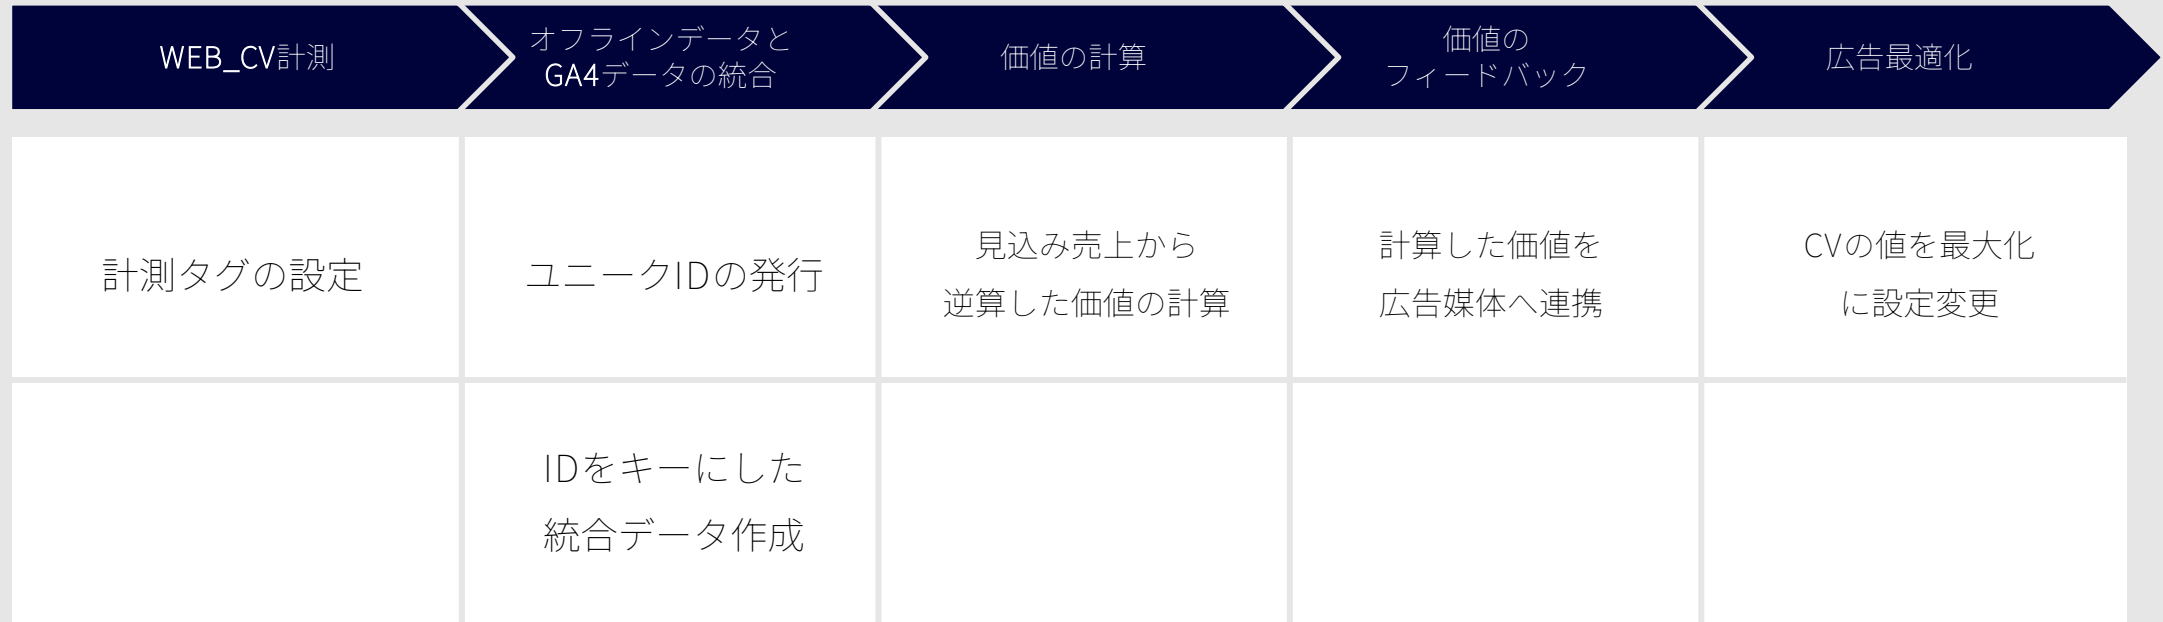 WEB_CV計測
オフラインデータと
GA4データの統合
価値の計算
価値の
フィードバック
広告最適化
計測タグの設定
ユニークIDの発行
見込み売上から
逆算した価値の計算
計算した価値を
広告媒体へ連携
CVの値を最大化
に設定変更
IDをキーにした
統合データ作成